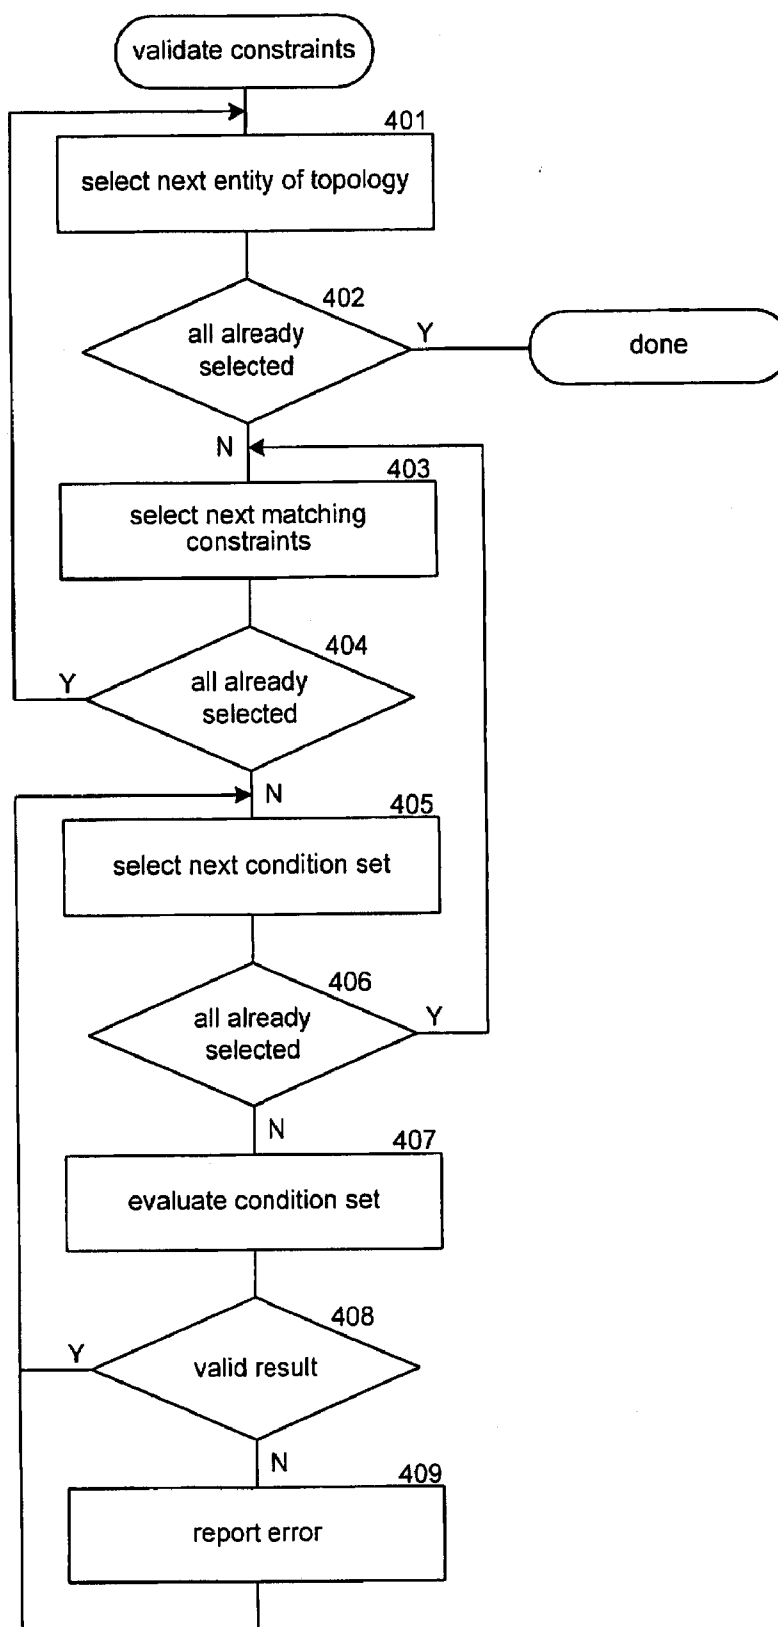 validate constraints
401
select next entity of topology
402
all already
selected
Y
done
N
403
select next matching
constraints
404
Y
all already
selected
N
405
select next condition set
406
all already
selected
Y
N
407
evaluate condition set
408
Y
valid result
N
409
report error